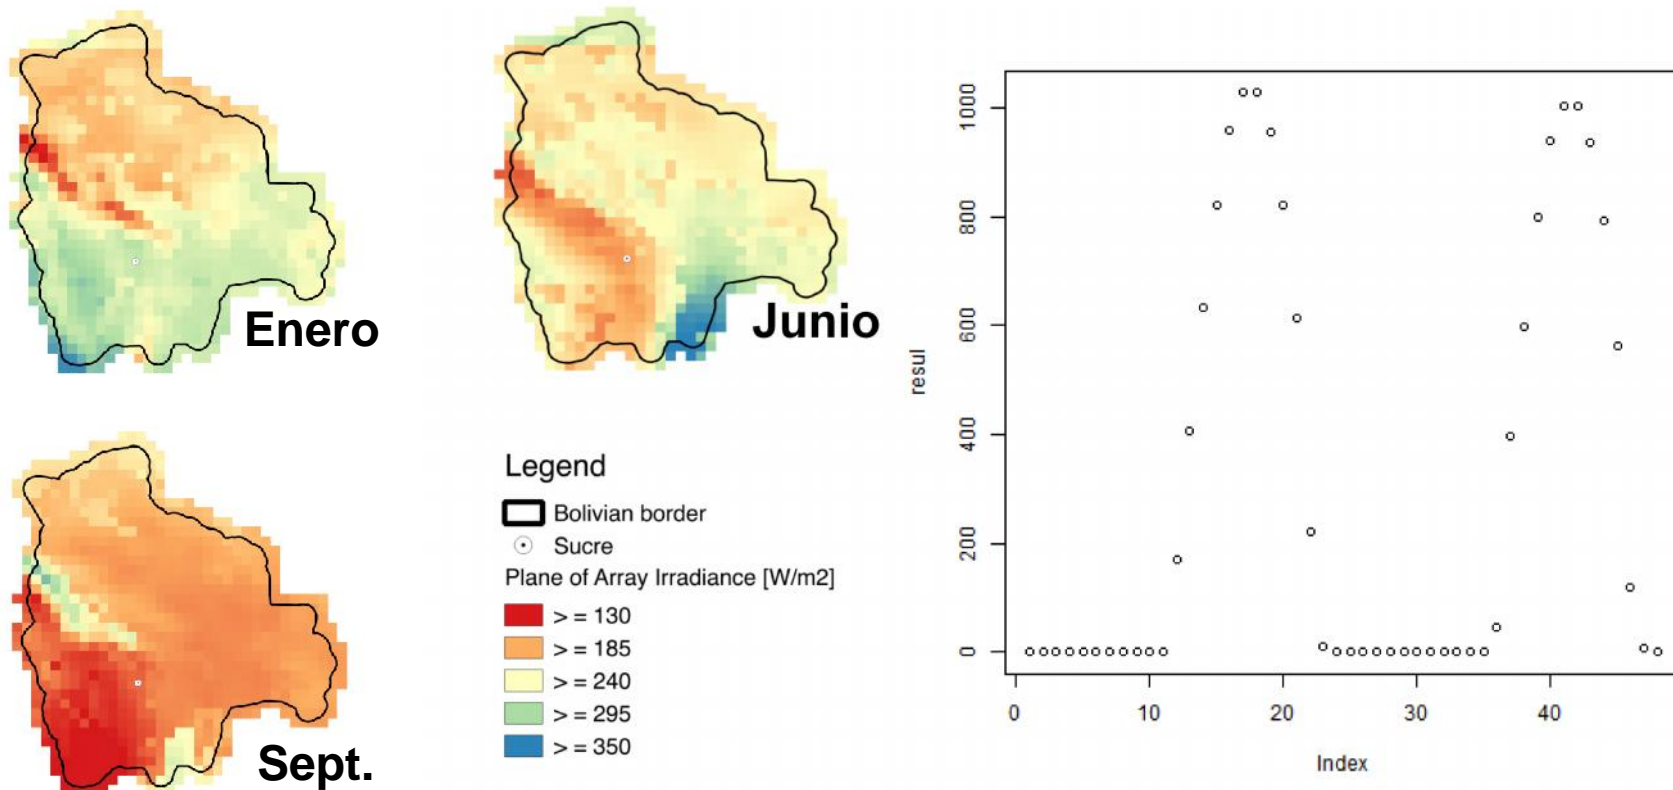 Enero
Junio
Sept.
Legend
Bolivian border
Sucre
Plane of Array Irradiance [W/m2]
> = 130
> = 185
> = 240
> = 295
> = 350
resul
1000
800
600
400
200
0
0 10 20 30 40
Index